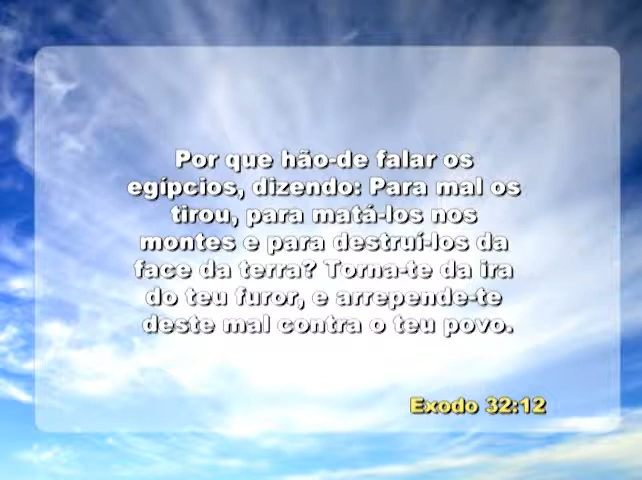 Por que hão-de falar os
egípcios, dizendo: Para mal os
tirou, para matá-los nos
montes e para destruí-los da
face da terra? Torna-te da ira
do teu furor, e arrepende-te
deste mal contra o teu povo.
Exodo 32:12